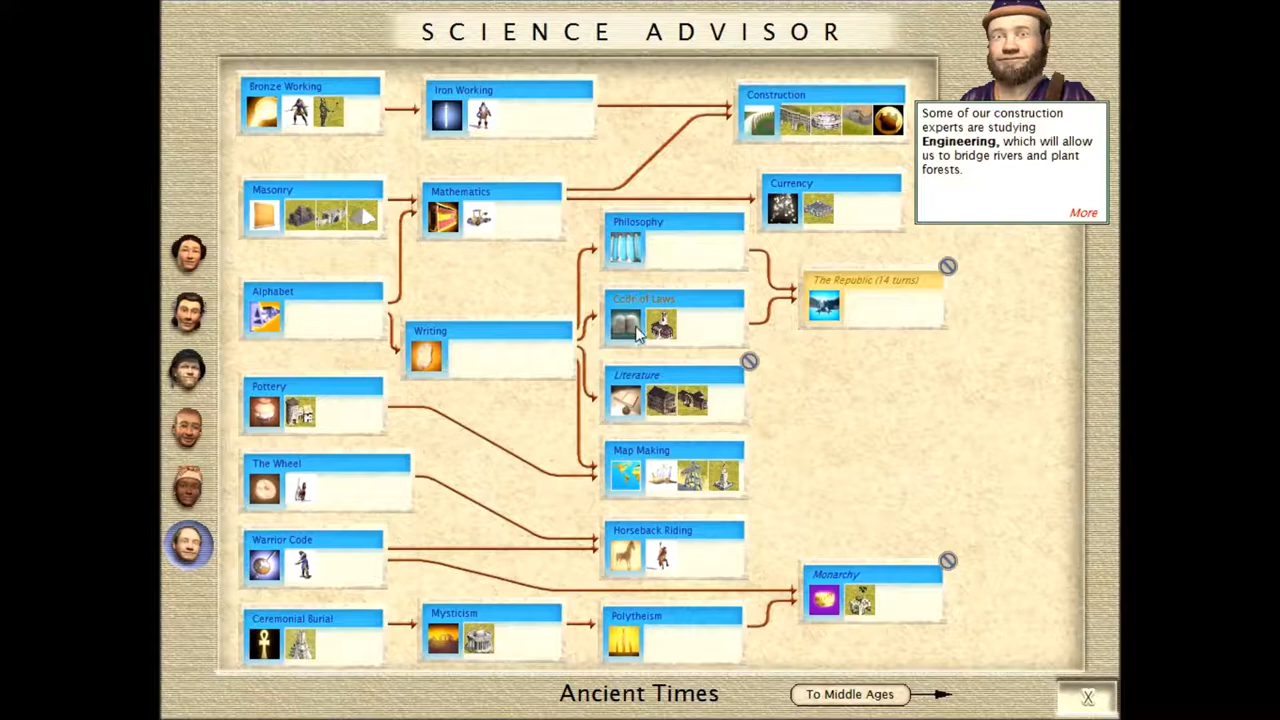 SCIENCE ADVISOR
Some of our construction
experts are studying
Engineering, which will allow
us to bridge rivers and plant
forests.
More
Bronze Working
Iron Working
Construction
Masonry
Mathematics
Currency
Philosophy
Alphabet
Writing
Code of Laws
The Republic (14 turns)
Literature
Pottery
Map Making
The Wheel
Horseback Riding
Warrior Code
Monarchy
Ceremonial Burial
Mysticism
Polytheism
Ancient Times
To Middle Ages
X